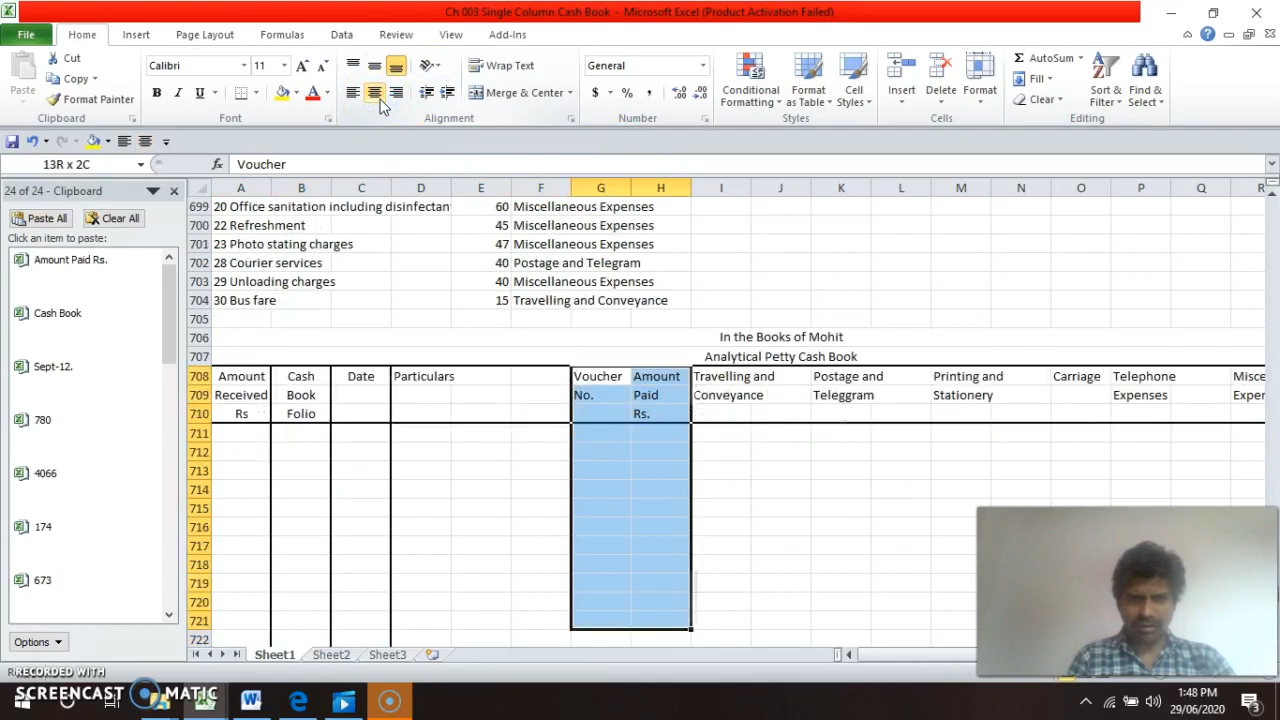 Ch 003 Single Column Cash Book - Microsoft Excel (Product Activation Failed)
File Home Insert Page Layout Formulas Data Review View Add-Ins
Cut Calibri 11 Wrap Text General AutoSum
Paste Copy Format Painter B I U Merge & Center $ % , Conditional Formatting Format as Table Cell Styles Insert Delete Format Fill Clear Sort & Filter Find & Select
Clipboard Font Alignment Number Styles Cells Editing
13R x 2C fx Voucher
24 of 24 - Clipboard
Paste All Clear All
Click an item to paste:
Amount Paid Rs.
Cash Book
Sept-12.
780
4066
174
673
Options
A B C D E F G H I J K L M N O P Q R
699 20 Office sanitation including disinfectan 60 Miscellaneous Expenses
700 22 Refreshment 45 Miscellaneous Expenses
701 23 Photo stating charges 47 Miscellaneous Expenses
702 28 Courier services 40 Postage and Telegram
703 29 Unloading charges 40 Miscellaneous Expenses
704 30 Bus fare 15 Travelling and Conveyance
705
706 In the Books of Mohit
707 Analytical Petty Cash Book
708 Amount Cash Date Particulars Voucher Amount Travelling and Postage and Printing and Carriage Telephone Misce
709 Received Book No. Paid Conveyance Teleggram Stationery Expenses Exper
710 Rs Folio Rs.
711
712
713
714
715
716
717
718
719
720
721
722
Sheet1 Sheet2 Sheet3
RECORDED WITH
SCREENCAST MATIC
1:48 PM
29/06/2020
3